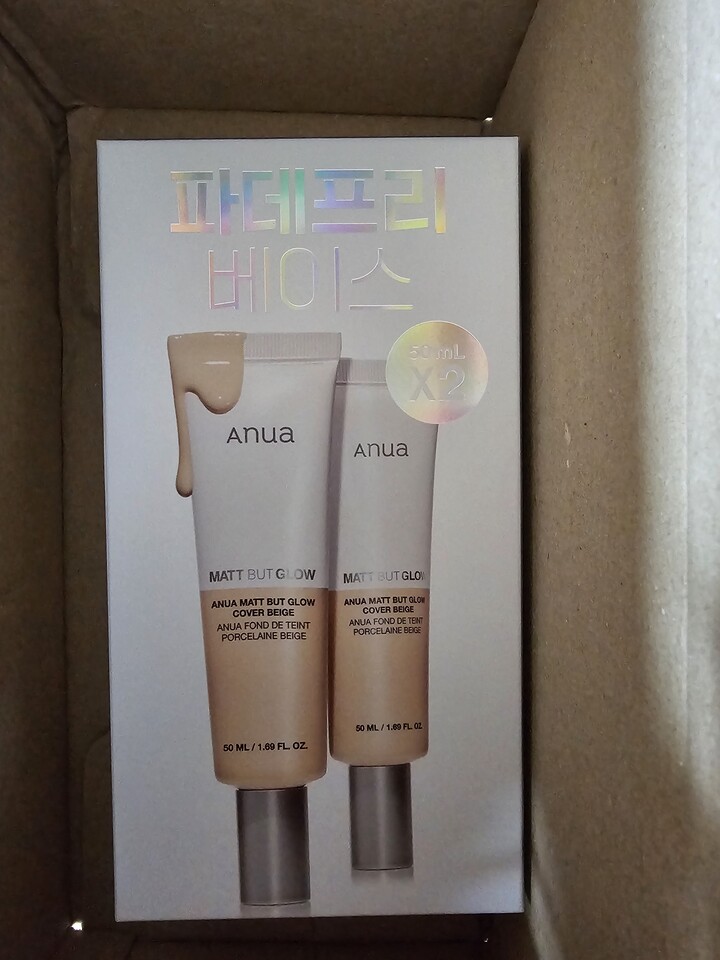 파데프리
베이스
50mL
X2
Anua
MATT BUT GLOW
ANUA MATT BUT GLOW
COVER BEIGE
ANUA FOND DE TEINT
PORCELAINE BEIGE
50 ML / 1.69 FL. OZ.
Anua
MATT BUT GLOW
ANUA MATT BUT GLOW
COVER BEIGE
ANUA FOND DE TEINT
PORCELAINE BEIGE
50 ML / 1.69 FL. OZ.